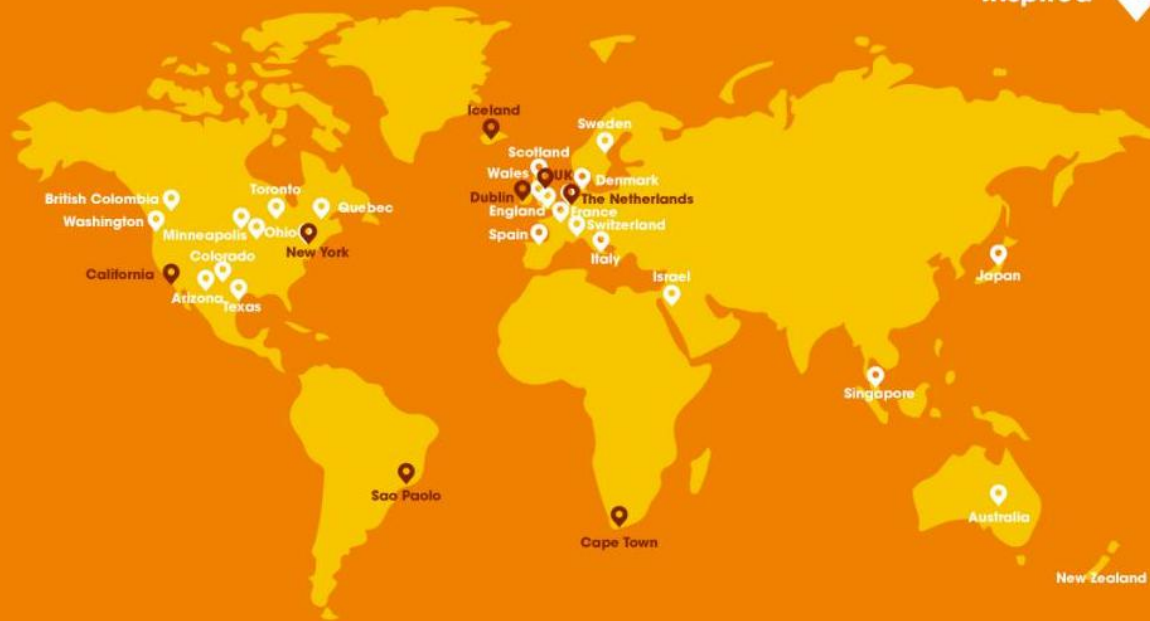 Inspired
Iceland
Sweden
Scotland
Wales
UK
Denmark
Dublin
The Netherlands
England
France
Switzerland
Spain
Italy
Israel
British Colombia
Toronto
Quebec
Washington
Minneapolis
Ohio
New York
Colorado
California
Arizona
Texas
Japan
Singapore
Sao Paolo
Cape Town
Australia
New Zealand